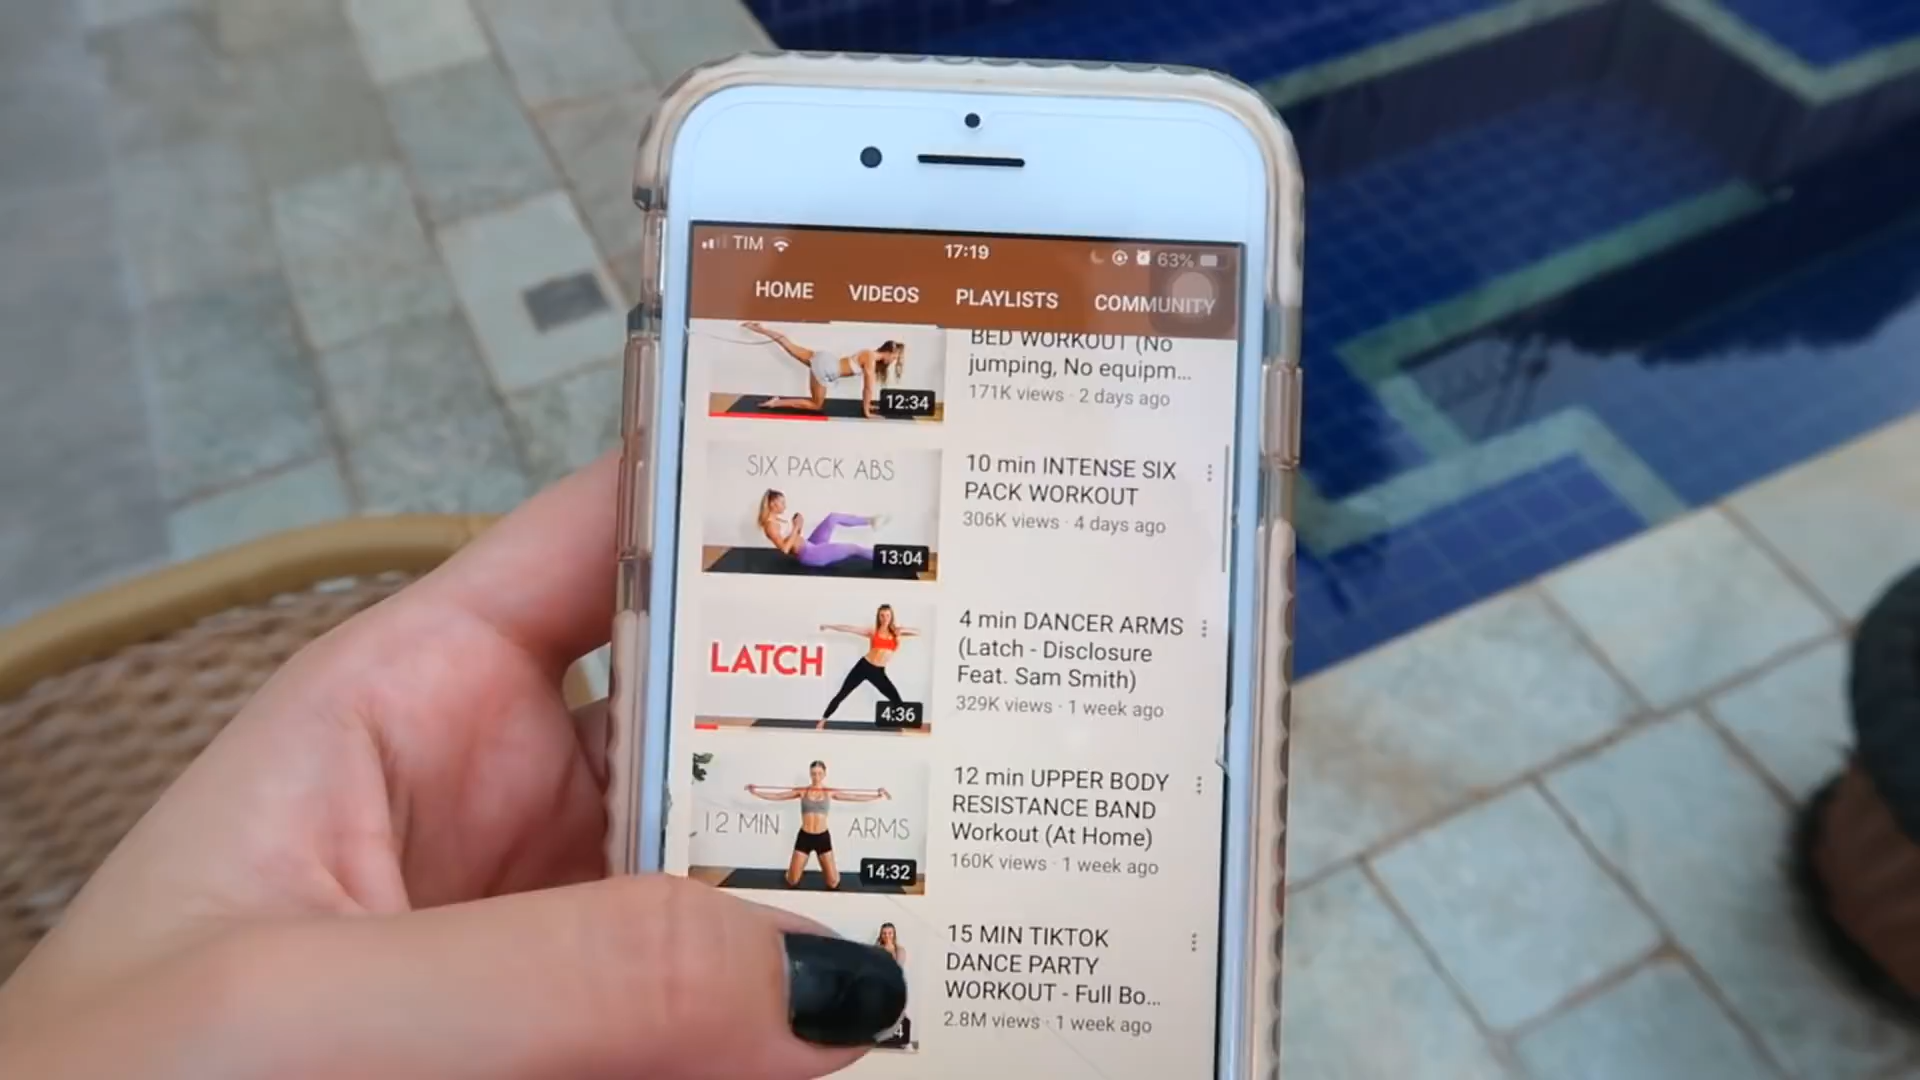 TIM 17:19 63%
HOME VIDEOS PLAYLISTS COMMUNITY
12:34
BED WORKOUT (No
jumping, No equipm...
171K views · 2 days ago
SIX PACK ABS
13:04
10 min INTENSE SIX
PACK WORKOUT
306K views · 4 days ago
LATCH
4:36
4 min DANCER ARMS
(Latch - Disclosure
Feat. Sam Smith)
329K views · 1 week ago
12 MIN ARMS
14:32
12 min UPPER BODY
RESISTANCE BAND
Workout (At Home)
160K views · 1 week ago
4
15 MIN TIKTOK
DANCE PARTY
WORKOUT - Full Bo...
2.8M views · 1 week ago